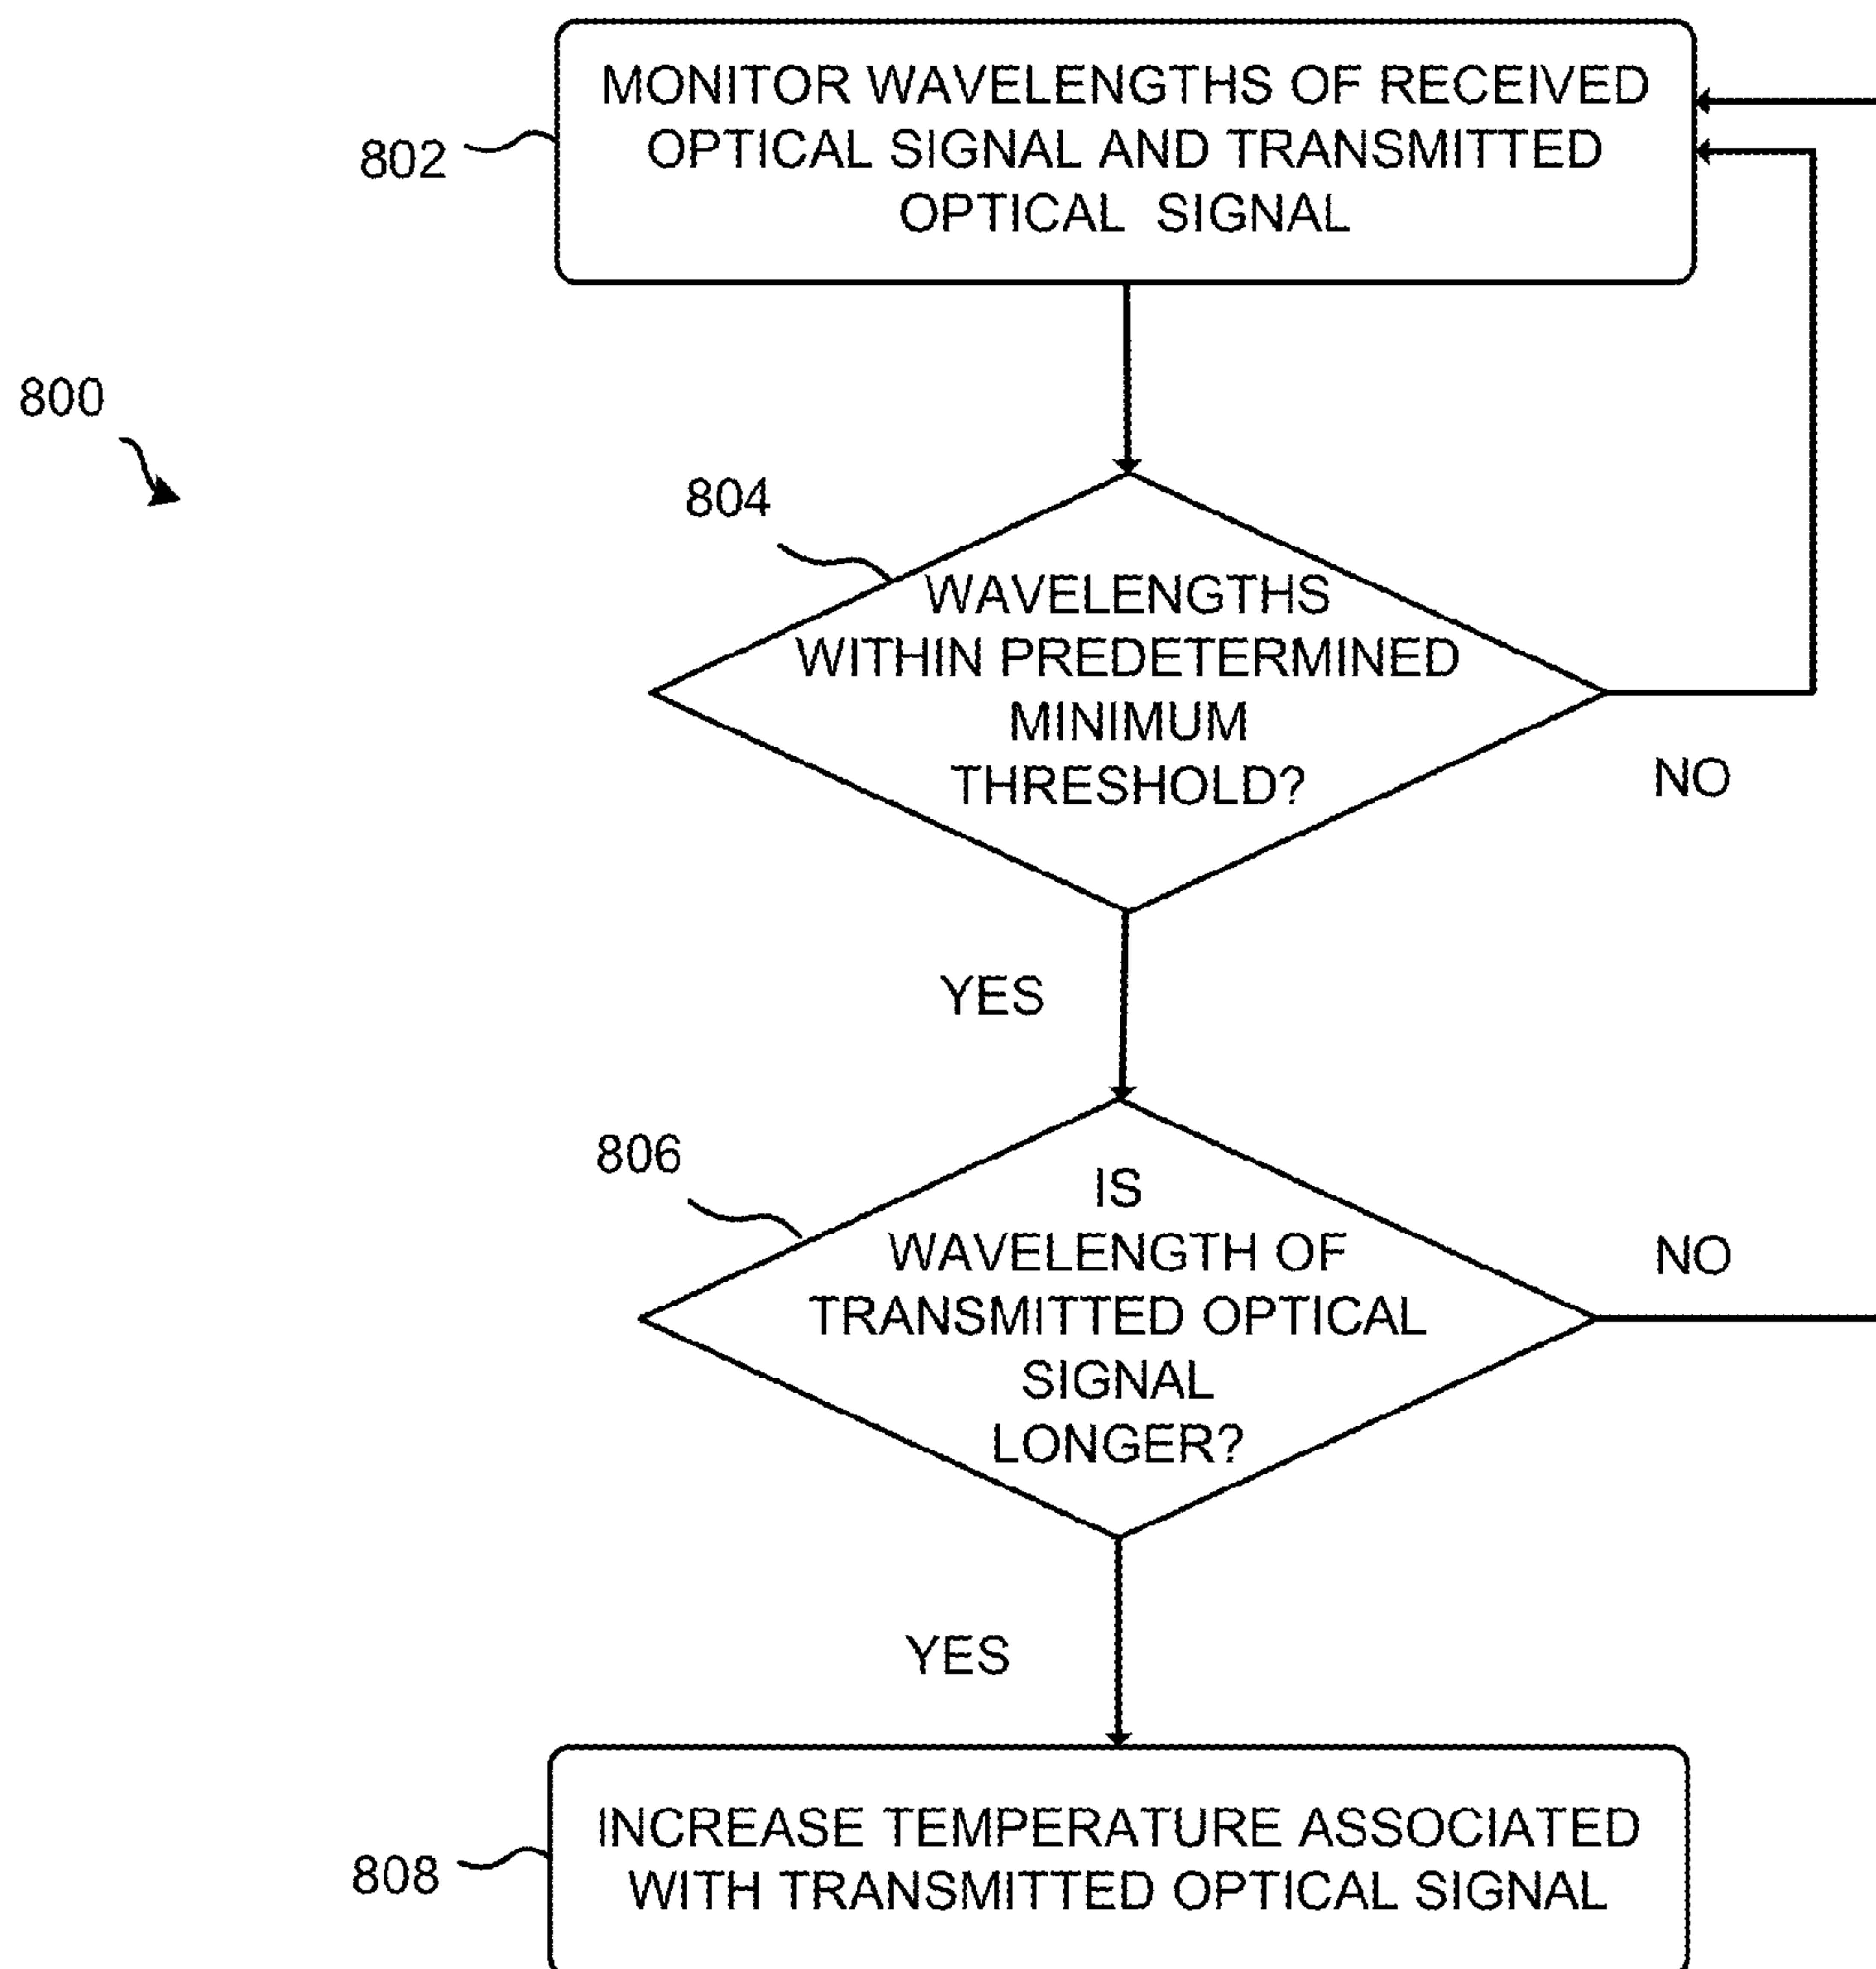 MONITOR WAVELENGTHS OF RECEIVED
OPTICAL SIGNAL AND TRANSMITTED
OPTICAL SIGNAL
802
800
804
WAVELENGTHS
WITHIN PREDETERMINED
MINIMUM
THRESHOLD?
NO
YES
806
IS
WAVELENGTH OF
TRANSMITTED OPTICAL
SIGNAL
LONGER?
NO
YES
INCREASE TEMPERATURE ASSOCIATED
WITH TRANSMITTED OPTICAL SIGNAL
808